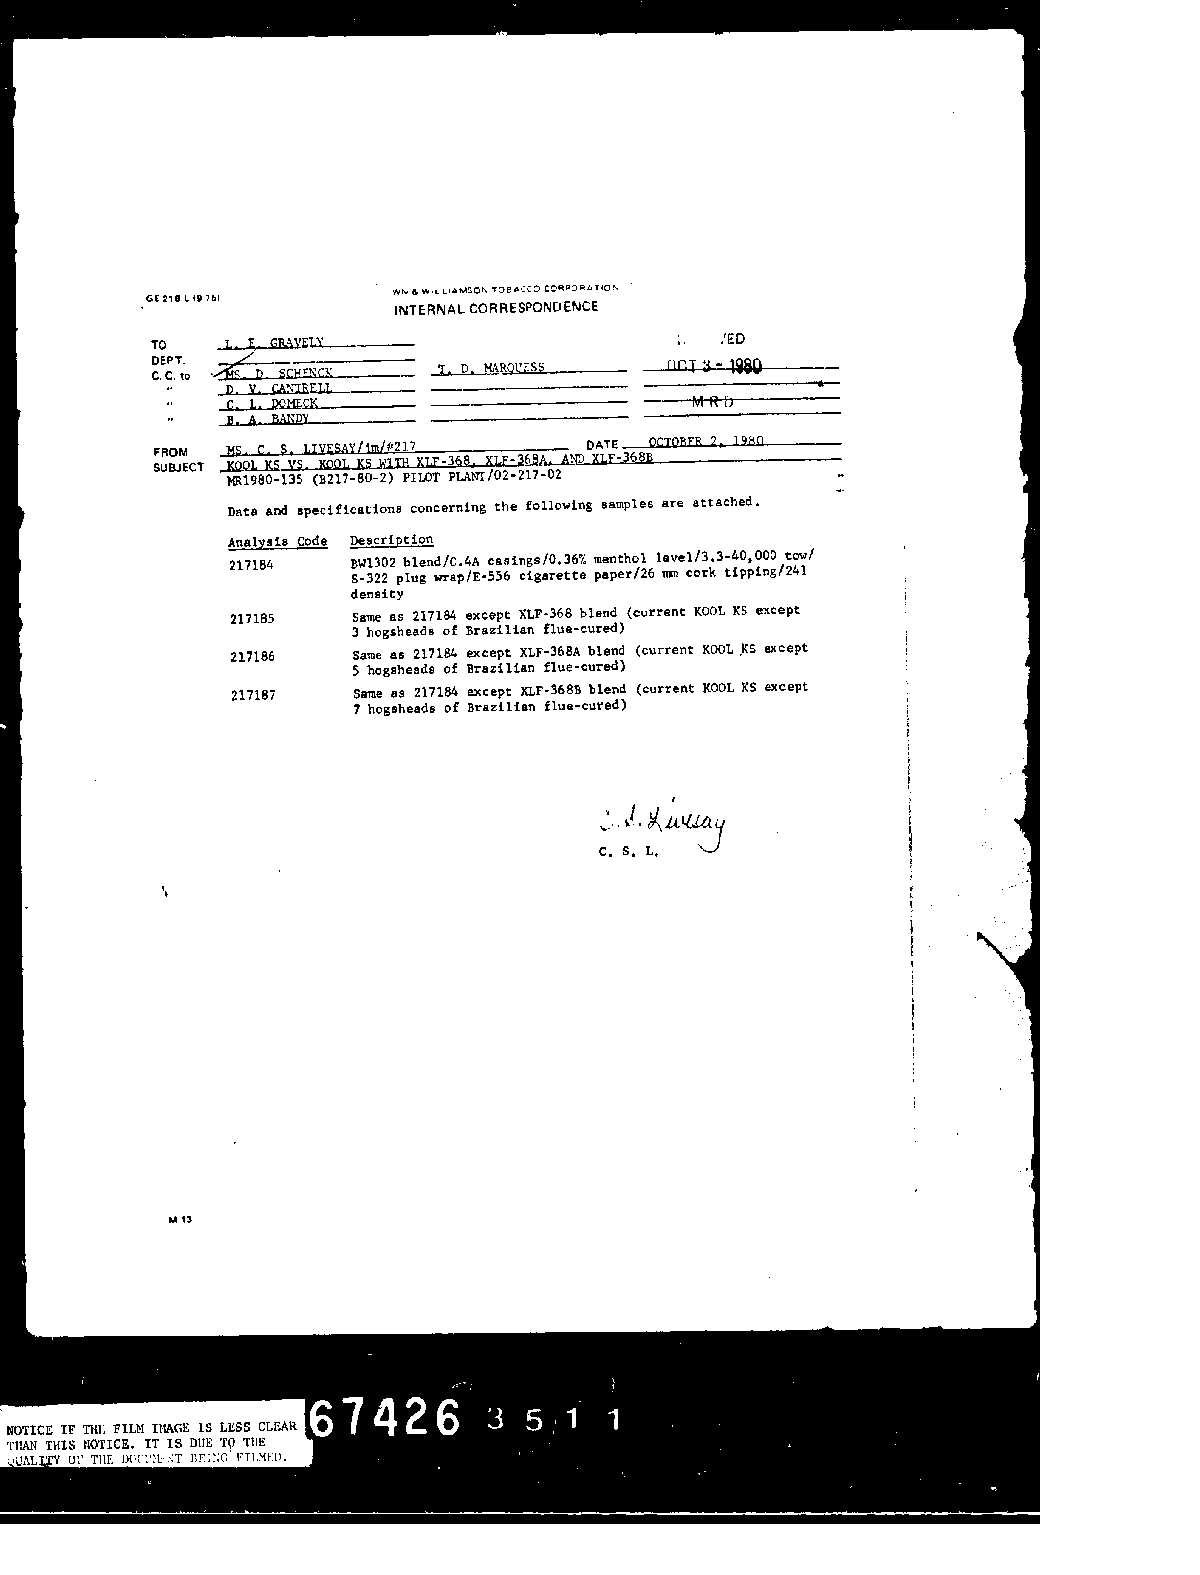 GE 218 L (9 75)
WN & WILLIAMSON TOBACCO CORPORATION
INTERNAL CORRESPONDENCE
TO L. E. GRAVELY VED
DEPT.
C.C. to MS. D. SCHENCK T. D. MARQUESS OCT 3 - 1980
" D. V. CANTRELL
" C. L. DOMECK MRD
" B. A. BANDY
FROM MS. C. S. LIVESAY/lm/#217 DATE OCTOBER 2, 1980
SUBJECT KOOL KS VS. KOOL KS WITH XLF-368, XLF-368A, AND XLF-368B
MR1980-135 (B217-80-2) PILOT PLANT/02-217-02
Data and specifications concerning the following samples are attached.
Analysis Code Description
217184 BW1302 blend/C.4A casings/0.36% menthol level/3.3-40,000 tow/
S-322 plug wrap/E-556 cigarette paper/26 mm cork tipping/241
density
217185 Same as 217184 except XLF-368 blend (current KOOL KS except
3 hogsheads of Brazilian flue-cured)
217186 Same as 217184 except XLF-368A blend (current KOOL KS except
5 hogsheads of Brazilian flue-cured)
217187 Same as 217184 except XLF-368B blend (current KOOL KS except
7 hogsheads of Brazilian flue-cured)
C. S. Livesay
C. S. L.
M 13
67426 3511
NOTICE IF THE FILM IMAGE IS LESS CLEAR
THAN THIS NOTICE. IT IS DUE TO THE
QUALITY OF THE DOCUMENT BEING FILMED.